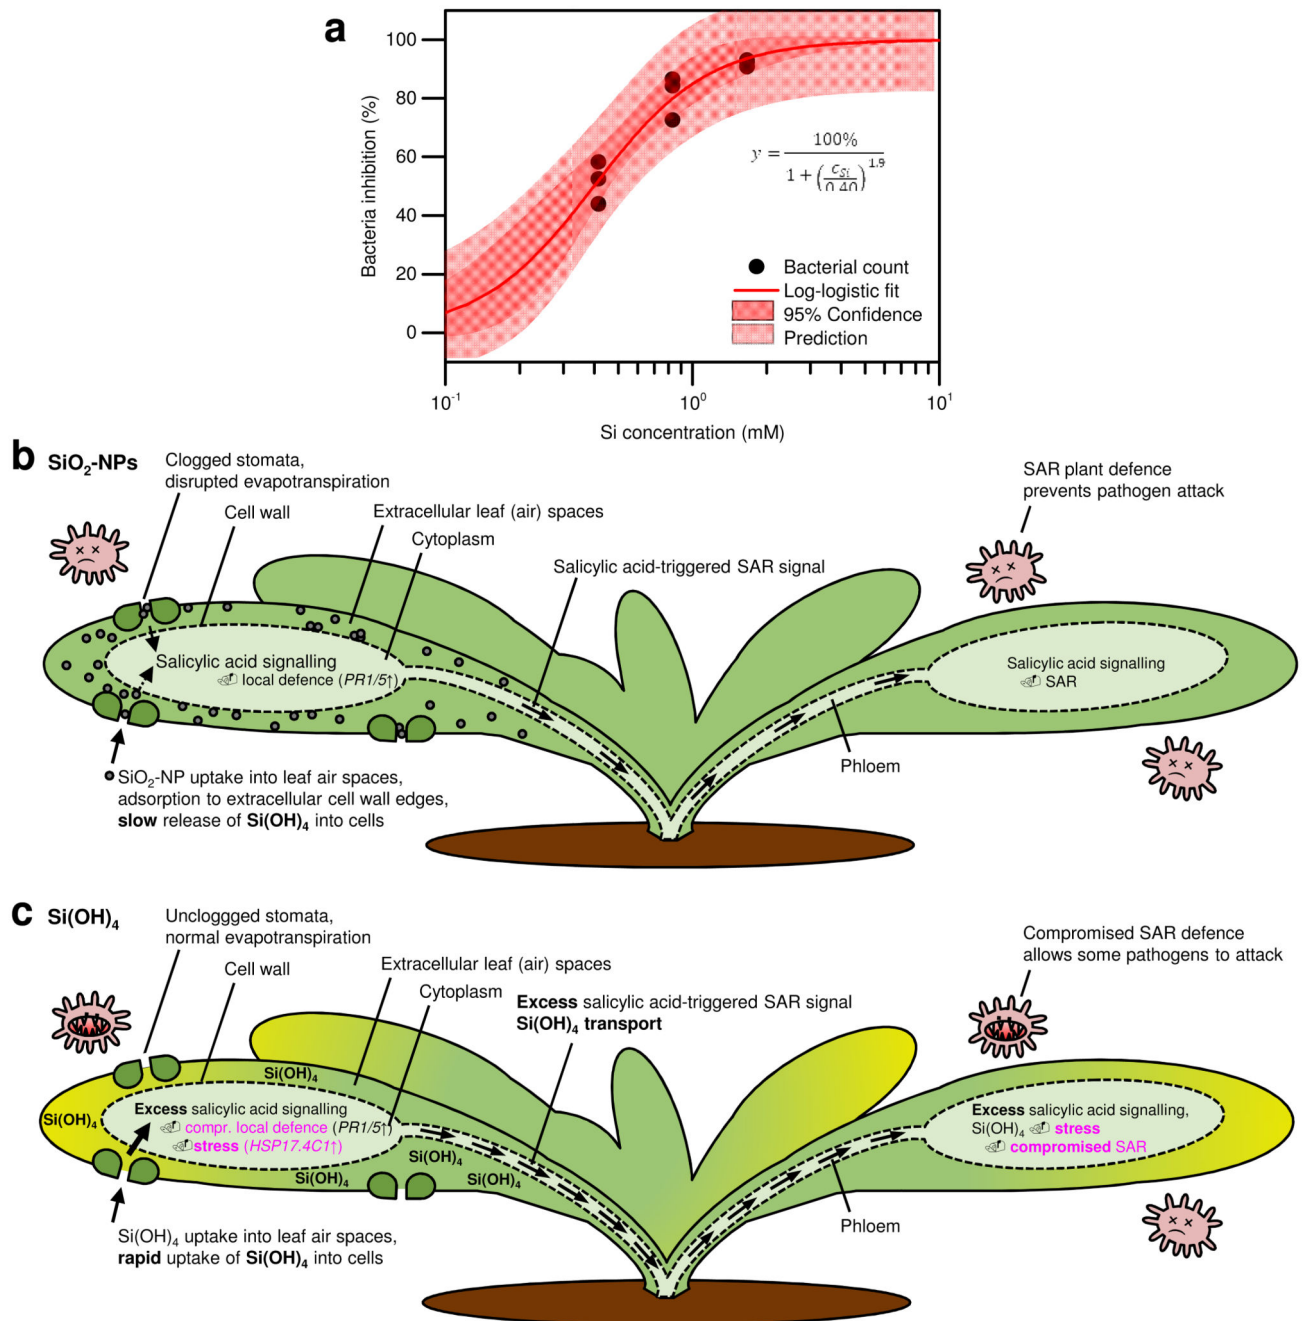 a
100
80
60
40
20
0
Bacteria inhibition (%)
y = 100% / 1 + (c_Si / 0.40)^1.9
Bacterial count
Log-logistic fit
95% Confidence
Prediction
10⁻¹
10⁰
10¹
Si concentration (mM)
b SiO₂-NPs
Clogged stomata,
disrupted evapotranspiration
Cell wall
Extracellular leaf (air) spaces
Cytoplasm
Salicylic acid-triggered SAR signal
SAR plant defence
prevents pathogen attack
Salicylic acid signalling
local defence (PR1/5↑)
Salicylic acid signalling
SAR
Phloem
SiO₂-NP uptake into leaf air spaces,
adsorption to extracellular cell wall edges,
slow release of Si(OH)₄ into cells
c Si(OH)₄
Uncloggged stomata,
normal evapotranspiration
Cell wall
Extracellular leaf (air) spaces
Cytoplasm
Excess salicylic acid-triggered SAR signal
Si(OH)₄ transport
Compromised SAR defence
allows some pathogens to attack
Si(OH)₄
Si(OH)₄
Excess salicylic acid signalling
compr. local defence (PR1/5↑)
stress (HSP17.4C1↑)
Si(OH)₄
Si(OH)₄
Si(OH)₄
Excess salicylic acid signalling,
Si(OH)₄ stress
compromised SAR
Phloem
Si(OH)₄ uptake into leaf air spaces,
rapid uptake of Si(OH)₄ into cells